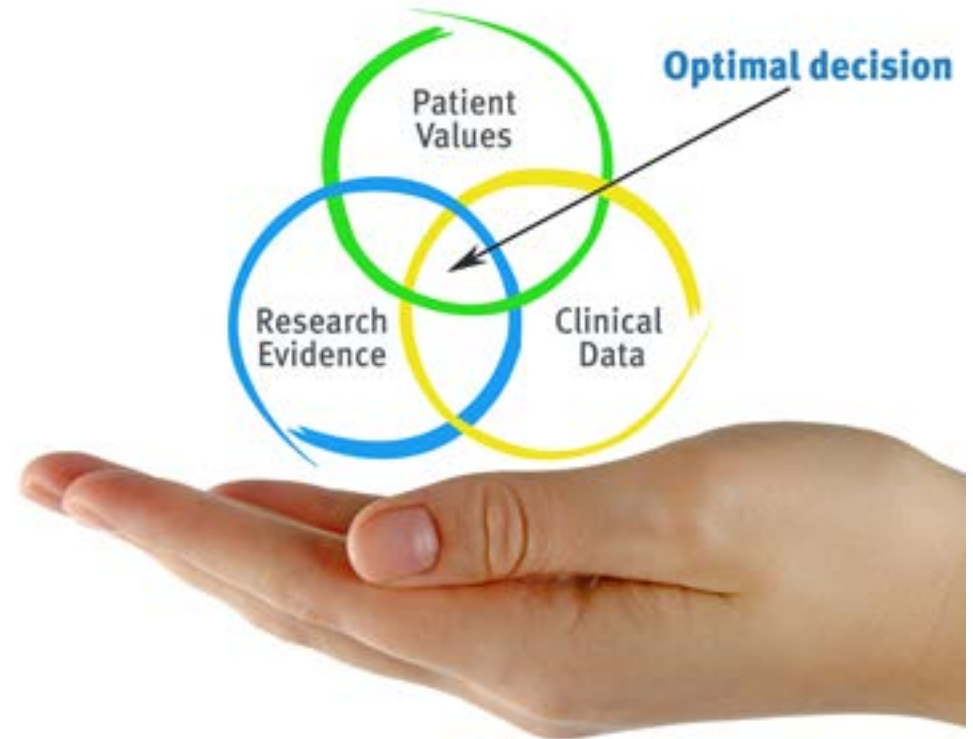 Optimal decision
Patient
Values
Research
Evidence
Clinical
Data